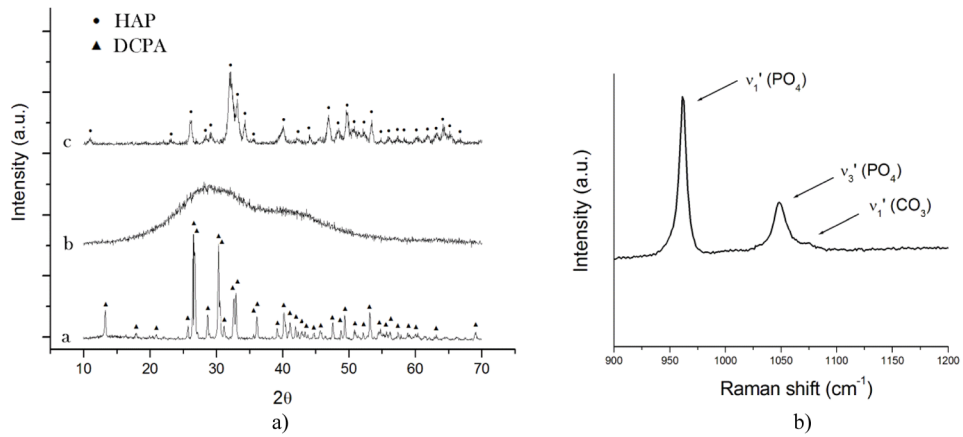 • HAP
▲ DCPA
Intensity (a.u.)
c
b
a
10 20 30 40 50 60 70
2θ
a)
ν₁' (PO₄)
ν₃' (PO₄)
ν₁' (CO₃)
Intensity (a.u.)
900 950 1000 1050 1100 1150 1200
Raman shift (cm⁻¹)
b)